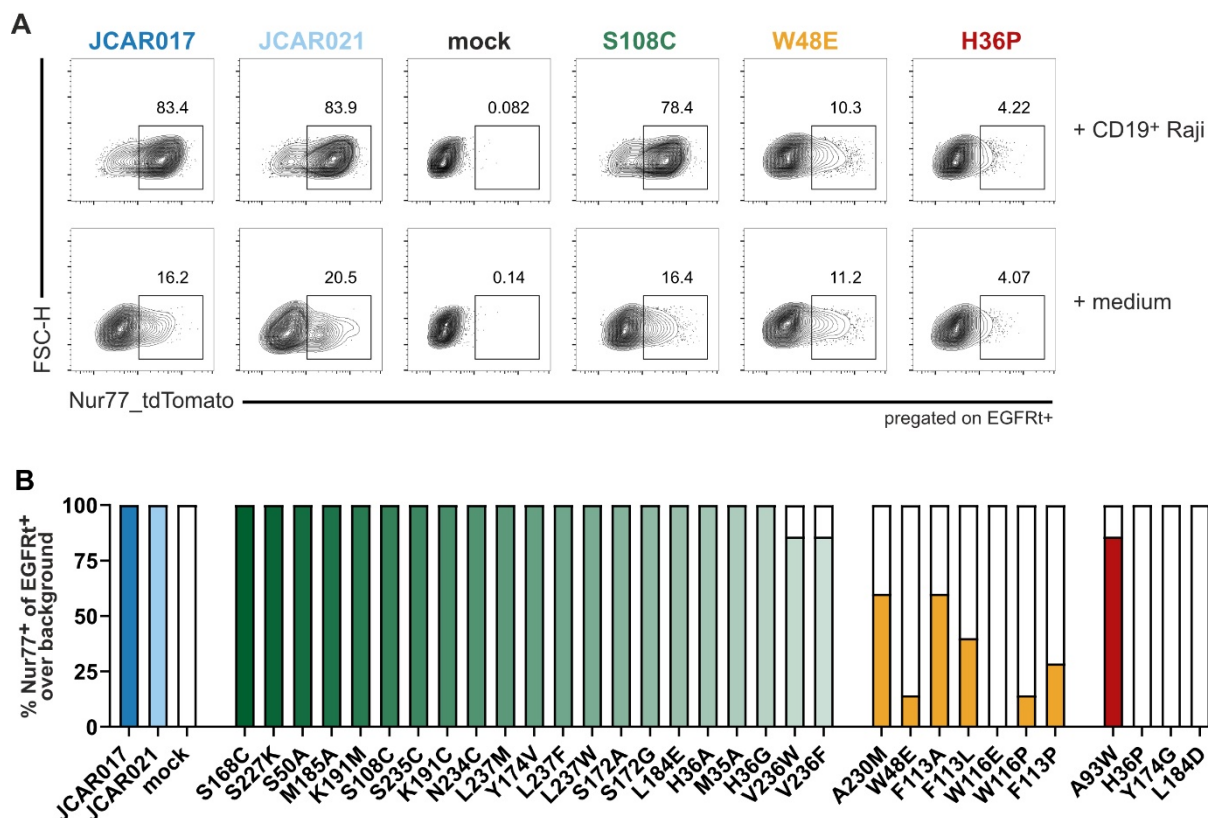 A
JCAR017 JCAR021 mock S108C W48E H36P
83.4 83.9 0.082 78.4 10.3 4.22
+ CD19⁺ Raji
16.2 20.5 0.14 16.4 11.2 4.07
+ medium
FSC-H
Nur77_tdTomato
pregated on EGFRt+
B
% Nur77⁺ of EGFRt⁺
over background
100
75
50
25
0
JCAR017 JCAR021 mock S168C S227K S50A M185A K191M S108C S235C K191C N234C L237M Y174V L237F L237W S172A S172G L184E H36A M35A H36G V236W V236F A230M W48E F113A F113L W116E W116P F113P A93W H36P Y174G L184D